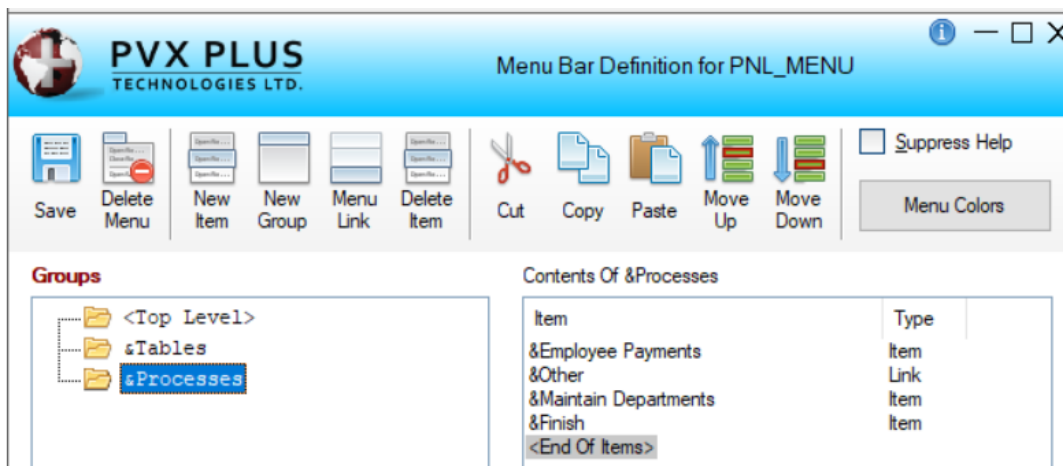 PVX PLUS
TECHNOLOGIES LTD.
Menu Bar Definition for PNL_MENU
Save
Delete Menu
New Item
New Group
Menu Link
Delete Item
Cut
Copy
Paste
Move Up
Move Down
Suppress Help
Menu Colors
Groups
<Top Level>
&Tables
&Processes
Contents Of &Processes
Item Type
&Employee Payments Item
&Other Link
&Maintain Departments Item
&Finish Item
<End Of Items>